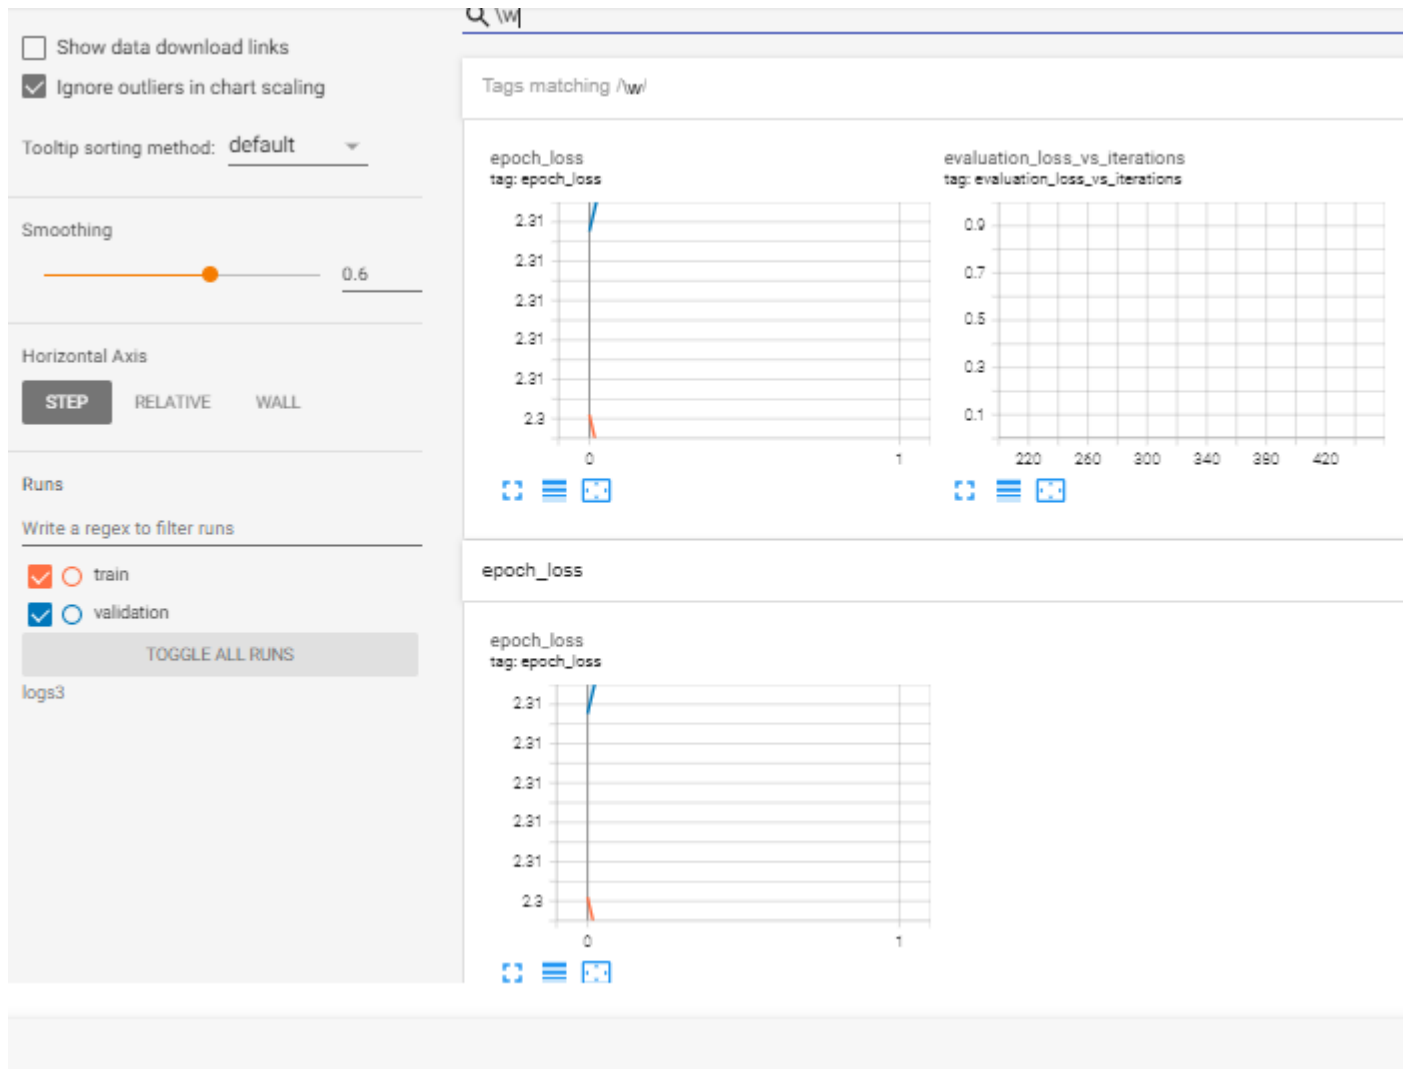 \w
Show data download links
Ignore outliers in chart scaling
Tooltip sorting method: default
Smoothing
0.6
Horizontal Axis
STEP RELATIVE WALL
Runs
Write a regex to filter runs
train
validation
TOGGLE ALL RUNS
logs3
Tags matching /\w/
epoch_loss
tag: epoch_loss
2.31
2.31
2.31
2.31
2.31
2.3
0 1
evaluation_loss_vs_iterations
tag: evaluation_loss_vs_iterations
0.9
0.7
0.5
0.3
0.1
220 260 300 340 380 420
epoch_loss
epoch_loss
tag: epoch_loss
2.31
2.31
2.31
2.31
2.31
2.3
0 1